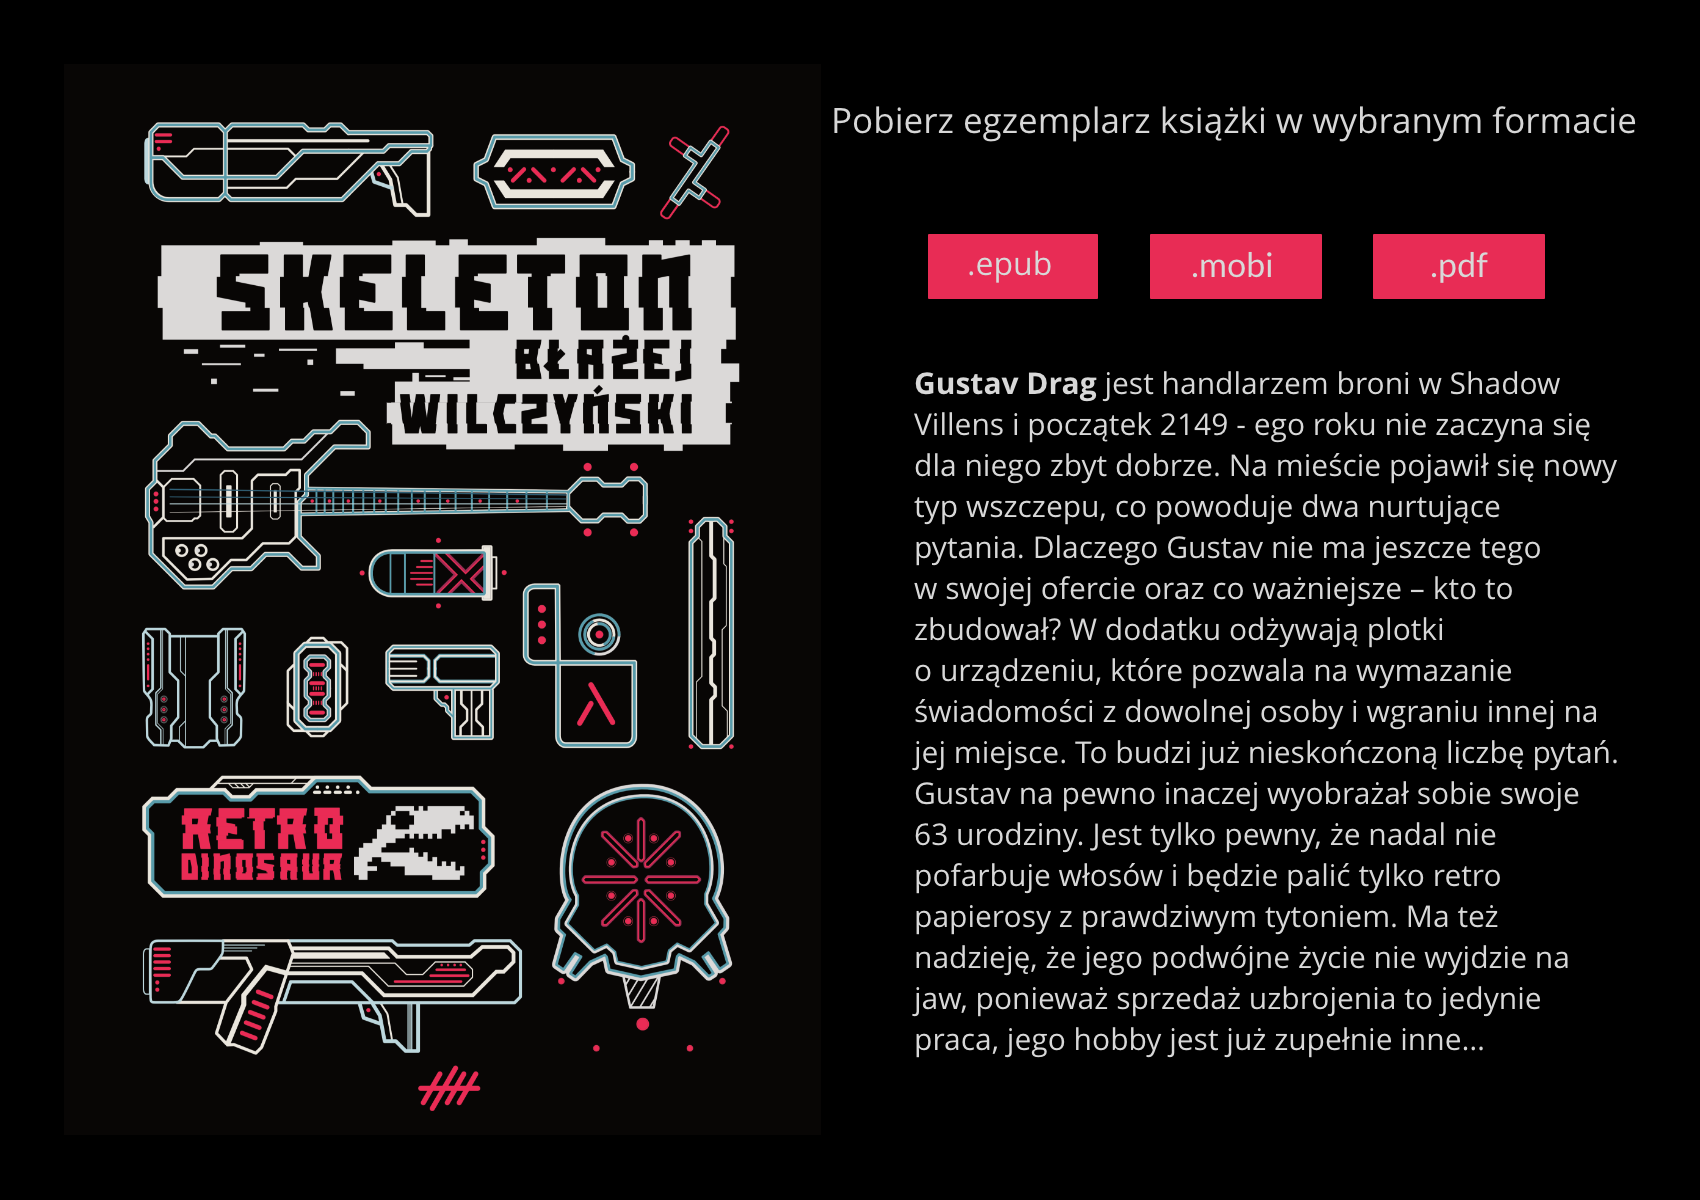 SKELETON
BŁAŻEJ
WILCZYŃSKI
RETRO
DINOSAUR
λ
Pobierz egzemplarz książki w wybranym formacie
.epub .mobi .pdf
Gustav Drag jest handlarzem broni w Shadow
Villens i początek 2149 - ego roku nie zaczyna się
dla niego zbyt dobrze. Na mieście pojawił się nowy
typ wszczepu, co powoduje dwa nurtujące
pytania. Dlaczego Gustav nie ma jeszcze tego
w swojej ofercie oraz co ważniejsze – kto to
zbudował? W dodatku odżywają plotki
o urządzeniu, które pozwala na wymazanie
świadomości z dowolnej osoby i wgraniu innej na
jej miejsce. To budzi już nieskończoną liczbę pytań.
Gustav na pewno inaczej wyobrażał sobie swoje
63 urodziny. Jest tylko pewny, że nadal nie
pofarbuje włosów i będzie palić tylko retro
papierosy z prawdziwym tytoniem. Ma też
nadzieję, że jego podwójne życie nie wyjdzie na
jaw, ponieważ sprzedaż uzbrojenia to jedynie
praca, jego hobby jest już zupełnie inne...